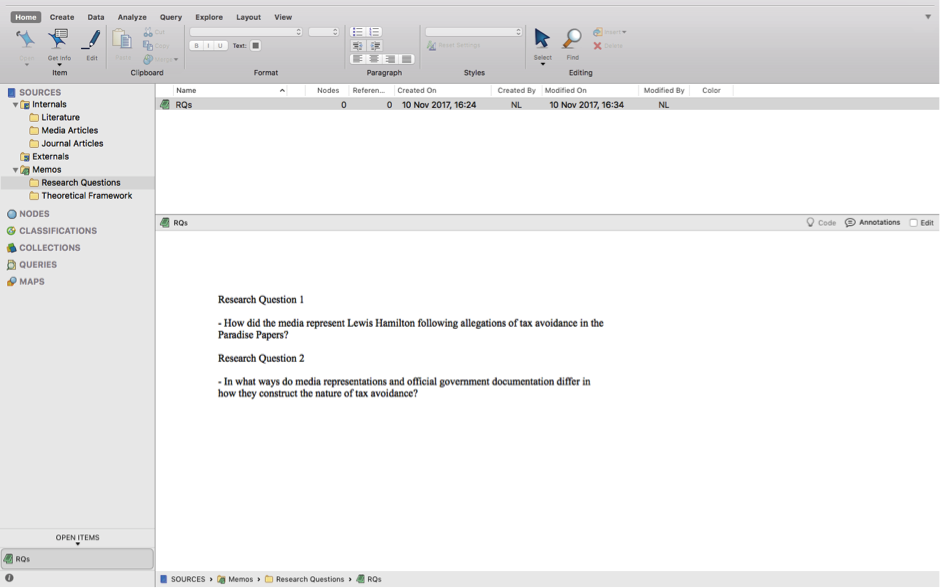 Home Create Data Analyze Query Explore Layout View
Open Get Info Edit Paste Cut
Copy
Merge
B I U Text:
Reset Settings
Select Find Insert
Delete
Item Clipboard Format Paragraph Styles Editing
SOURCES
Internals
Literature
Media Articles
Journal Articles
Externals
Memos
Research Questions
Theoretical Framework
NODES
CLASSIFICATIONS
COLLECTIONS
QUERIES
MAPS
OPEN ITEMS
RQs
Name Nodes Referen... Created On Created By Modified On Modified By Color
RQs 0 0 10 Nov 2017, 16:24 NL 10 Nov 2017, 16:34 NL
RQs Code Annotations Edit
Research Question 1
- How did the media represent Lewis Hamilton following allegations of tax avoidance in the
Paradise Papers?
Research Question 2
- In what ways do media representations and official government documentation differ in
how they construct the nature of tax avoidance?
SOURCES › Memos › Research Questions › RQs